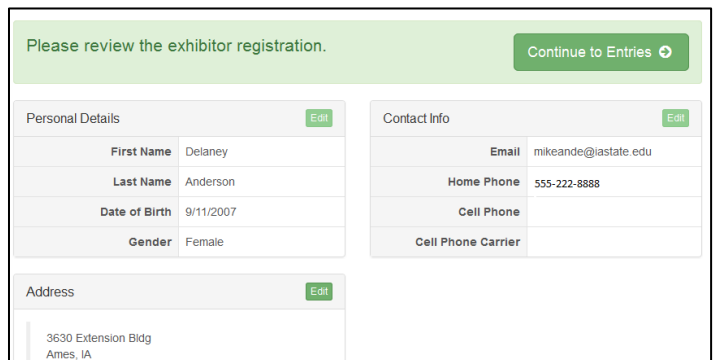 Please review the exhibitor registration.
Continue to Entries
Personal Details Edit
First Name Delaney
Last Name Anderson
Date of Birth 9/11/2007
Gender Female
Contact Info Edit
Email mikeande@iastate.edu
Home Phone 555-222-8888
Cell Phone
Cell Phone Carrier
Address Edit
3630 Extension Bldg
Ames, IA